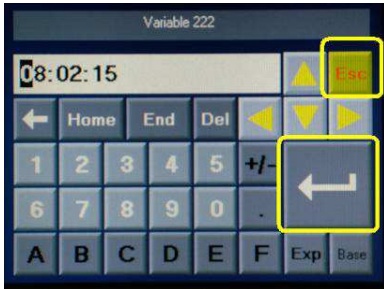 Variable 222
08:02:15 Esc
Home End Del
1 2 3 4 5 +/-
6 7 8 9 0 .
A B C D E F Exp Base